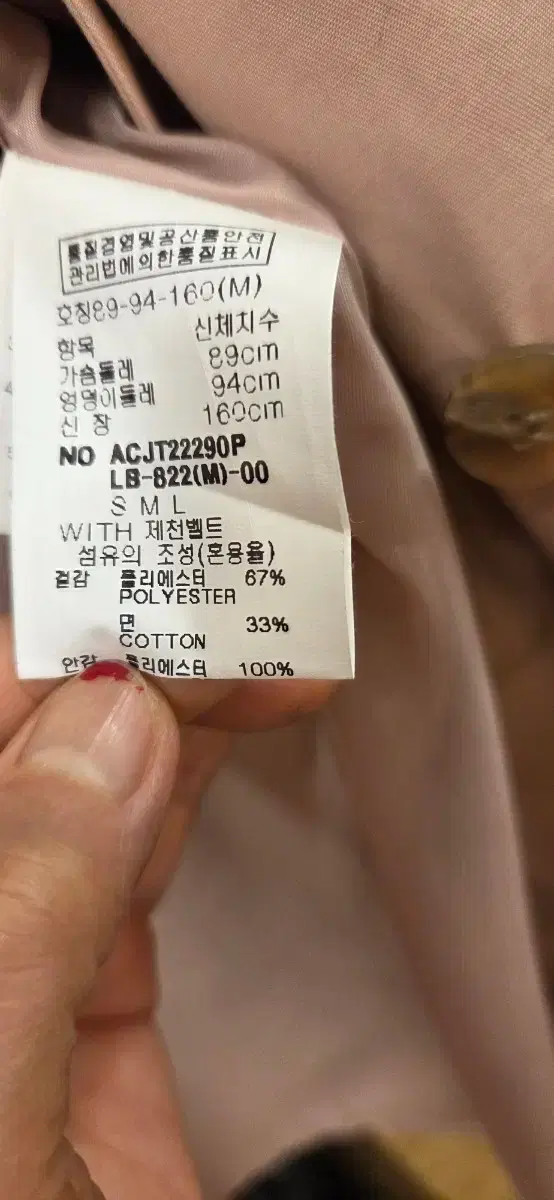 품질경영및공산품안전
관리법에의한품질표시
호칭89-94-160(M)
신체치수
항목
가슴둘레 89cm
엉덩이둘레 94cm
신 장 160cm
NO ACJT22290P
LB-822(M)-00
S M L
WITH 제천벨트
섬유의 조성(혼용율)
겉감 폴리에스터 67%
POLYESTER
면 33%
COTTON
안감 폴리에스터 100%